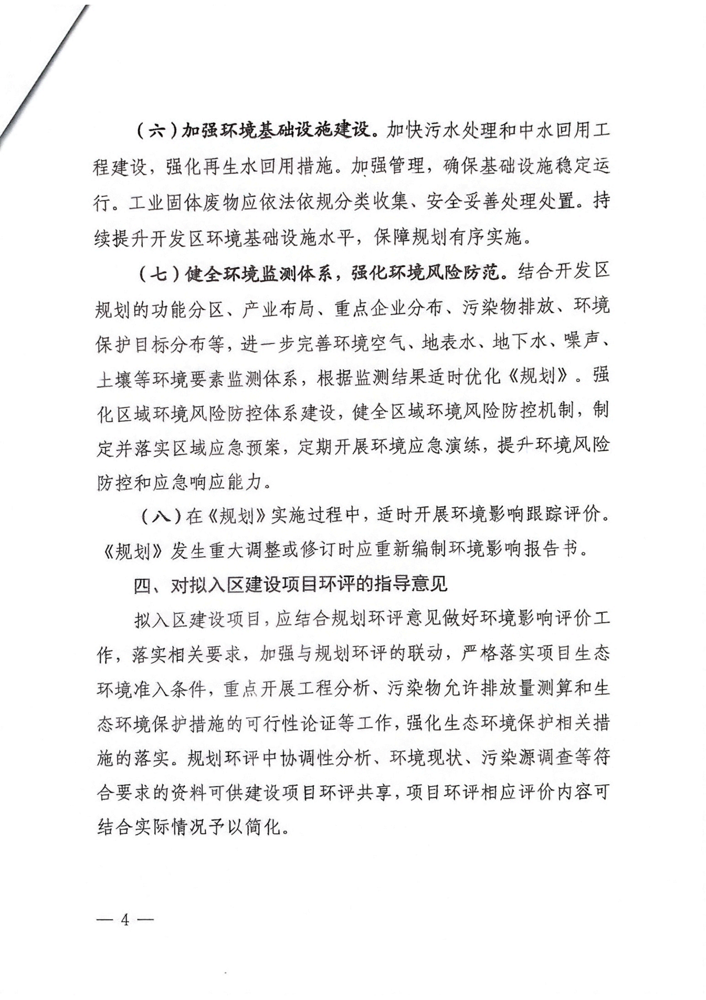 （六）加强环境基础设施建设。加快污水处理和中水回用工
程建设，强化再生水回用措施。加强管理，确保基础设施稳定运
行。工业固体废物应依法依规分类收集、安全妥善处理处置。持
续提升开发区环境基础设施水平，保障规划有序实施。
（七）健全环境监测体系，强化环境风险防范。结合开发区
规划的功能分区、产业布局、重点企业分布、污染物排放、环境
保护目标分布等，进一步完善环境空气、地表水、地下水、噪声、
土壤等环境要素监测体系，根据监测结果适时优化《规划》。强
化区域环境风险防控体系建设，健全区域环境风险防控机制，制
定并落实区域应急预案，定期开展环境应急演练，提升环境风险
防控和应急响应能力。
（八）在《规划》实施过程中，适时开展环境影响跟踪评价。
《规划》发生重大调整或修订时应重新编制环境影响报告书。
四、对拟入区建设项目环评的指导意见
拟入区建设项目，应结合规划环评意见做好环境影响评价工
作，落实相关要求，加强与规划环评的联动，严格落实项目生态
环境准入条件，重点开展工程分析、污染物允许排放量测算和生
态环境保护措施的可行性论证等工作，强化生态环境保护相关措
施的落实。规划环评中协调性分析、环境现状、污染源调查等符
合要求的资料可供建设项目环评共享，项目环评相应评价内容可
结合实际情况予以简化。
— 4 —